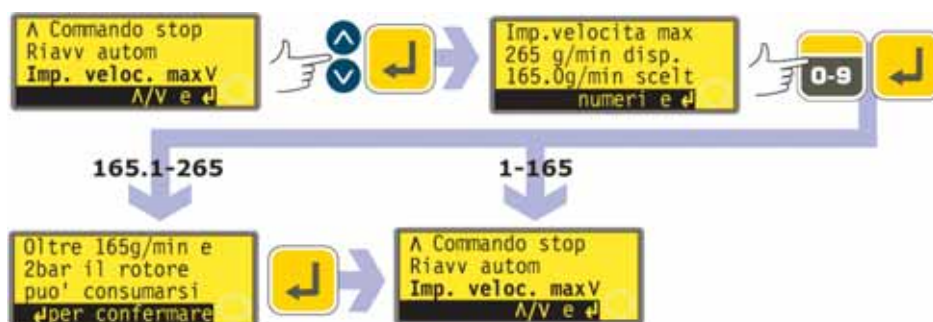 Λ Commando stop
Riavv autom
Imp. veloc. maxV
Λ/V e ↲
Imp.velocita max
265 g/min disp.
165.0g/min scelt
numeri e ↲
0-9
165.1-265
1-165
Oltre 165g/min e
2bar il rotore
puo' consumarsi
↲per confermare
Λ Commando stop
Riavv autom
Imp. veloc. maxV
Λ/V e ↲